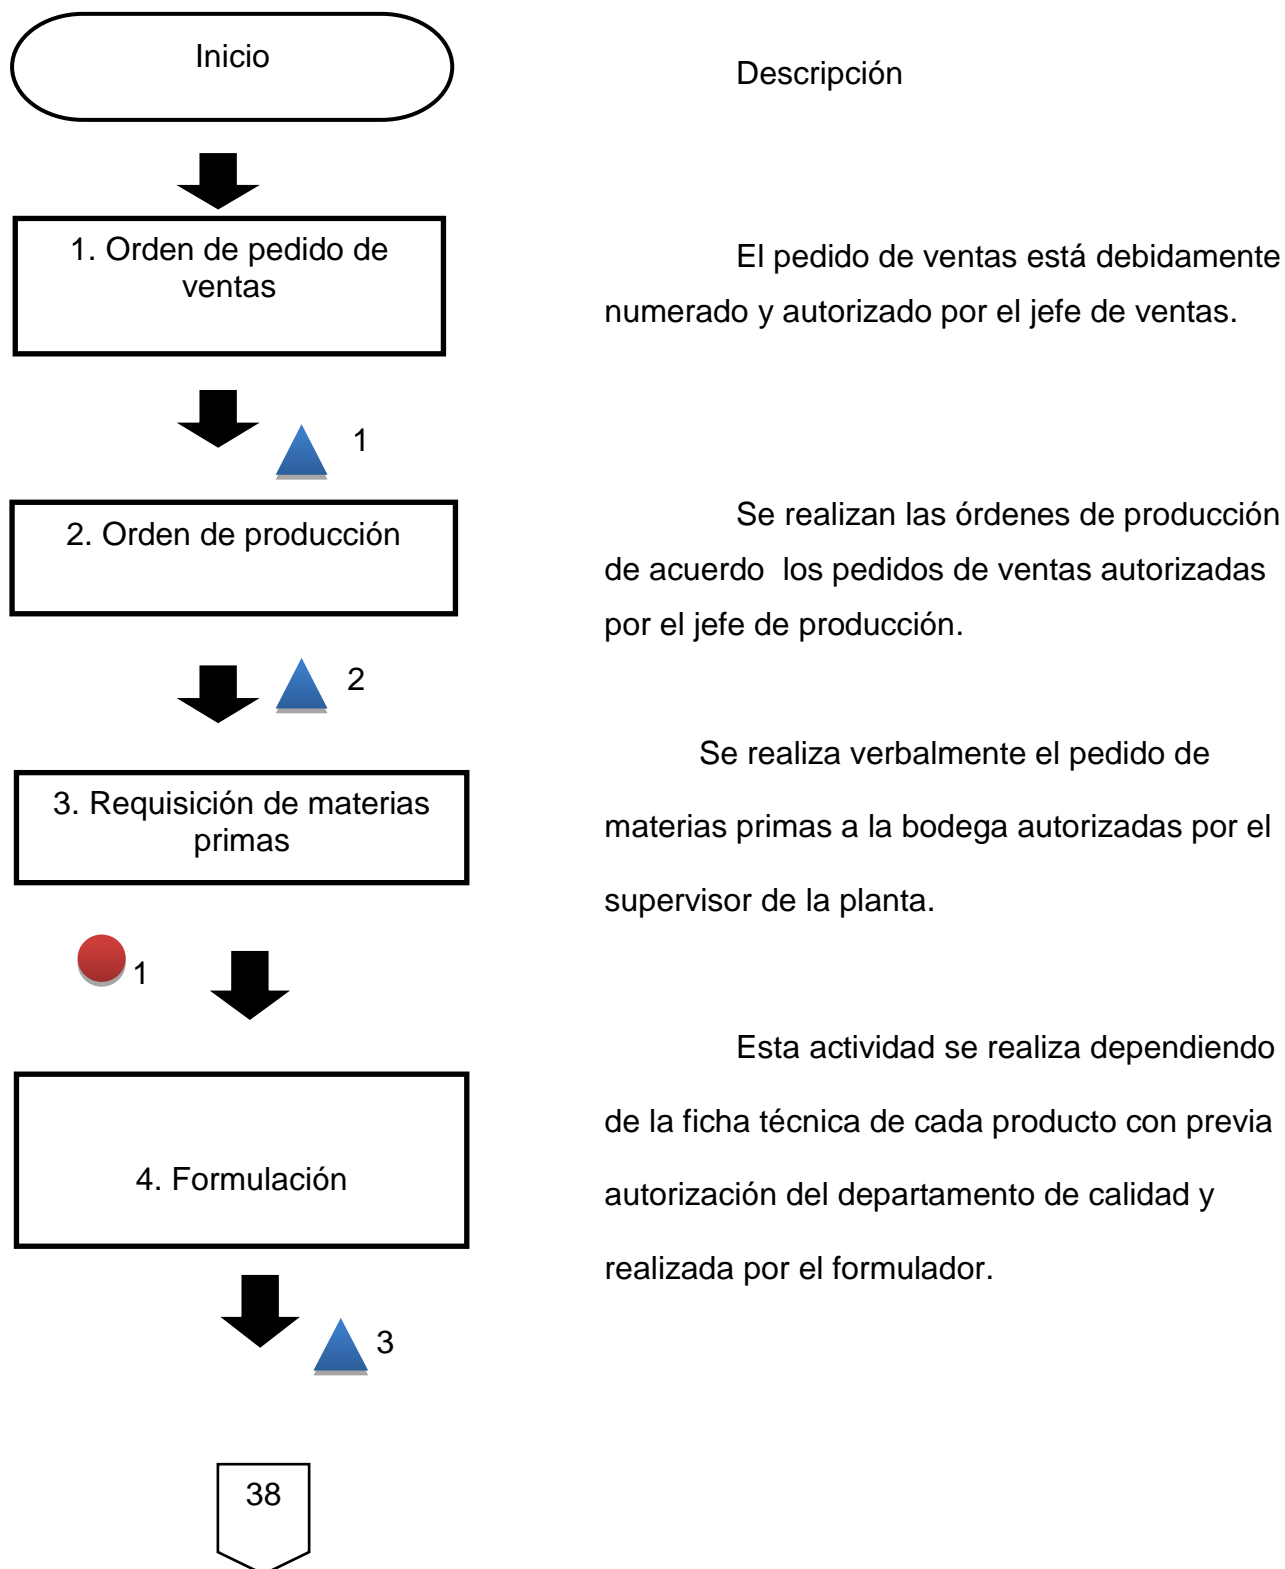 Inicio
Descripción
1. Orden de pedido de
ventas
El pedido de ventas está debidamente
numerado y autorizado por el jefe de ventas.
1
2. Orden de producción
Se realizan las órdenes de producción
de acuerdo  los pedidos de ventas autorizadas
por el jefe de producción.
2
3. Requisición de materias
primas
Se realiza verbalmente el pedido de
materias primas a la bodega autorizadas por el
supervisor de la planta.
1
4. Formulación
Esta actividad se realiza dependiendo
de la ficha técnica de cada producto con previa
autorización del departamento de calidad y
realizada por el formulador.
3
38